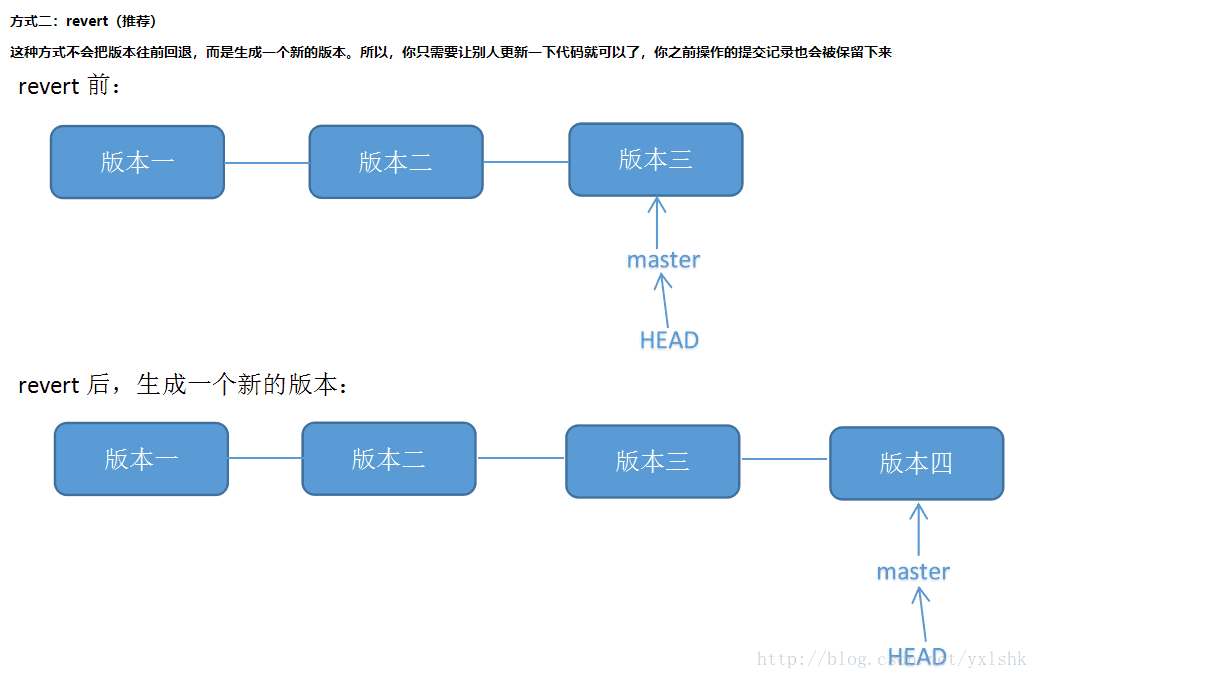 方式二：revert（推荐）
这种方式不会把版本往前回退，而是生成一个新的版本。所以，你只需要让别人更新一下代码就可以了，你之前操作的提交记录也会被保留下来
revert 前：
版本一 版本二 版本三
master
HEAD
revert 后，生成一个新的版本：
版本一 版本二 版本三 版本四
master
HEAD
http://blog.csdn.net/yxlshk